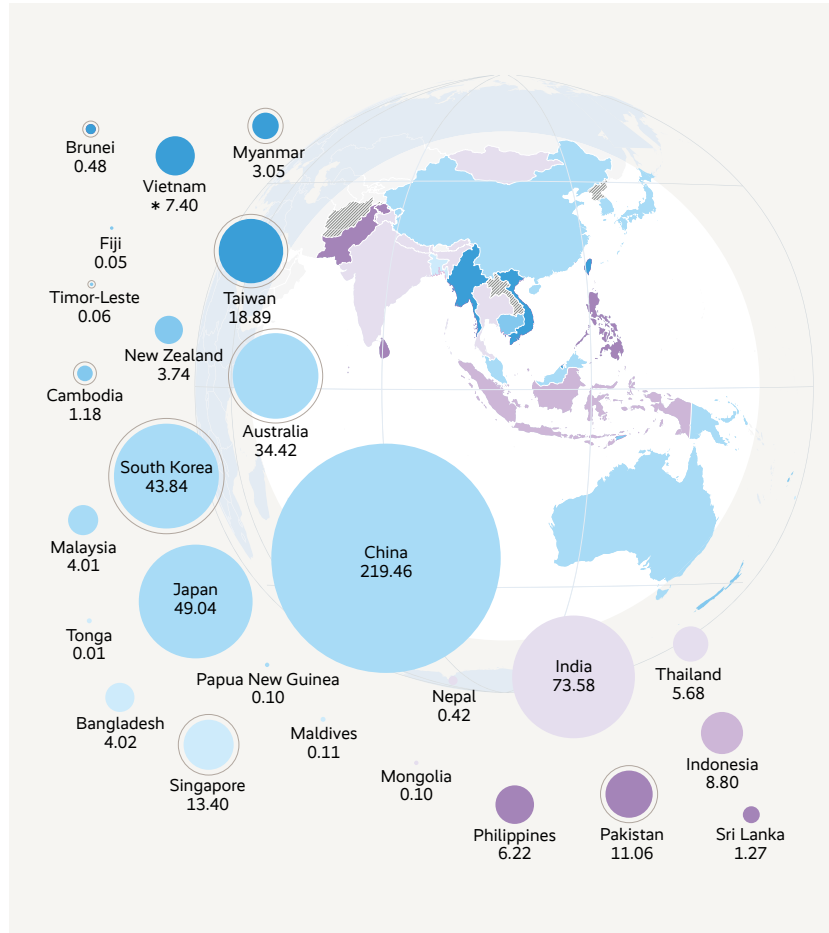 Brunei
0.48
Vietnam
* 7.40
Myanmar
3.05
Fiji
0.05
Timor-Leste
0.06
Taiwan
18.89
New Zealand
3.74
Cambodia
1.18
Australia
34.42
South Korea
43.84
Malaysia
4.01
China
219.46
Japan
49.04
Tonga
0.01
Papua New Guinea
0.10
India
73.58
Thailand
5.68
Nepal
0.42
Bangladesh
4.02
Maldives
0.11
Singapore
13.40
Mongolia
0.10
Indonesia
8.80
Philippines
6.22
Pakistan
11.06
Sri Lanka
1.27